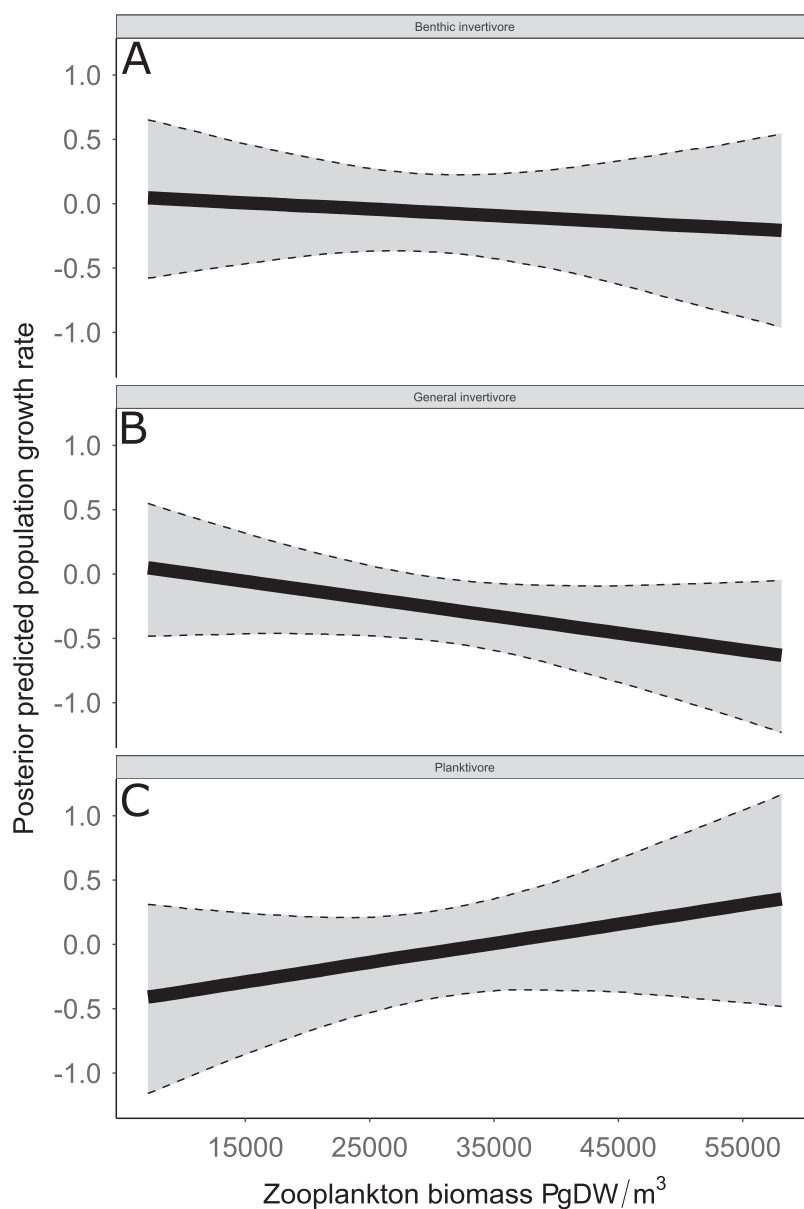 Benthic invertivore
A
1.0
0.5
0.0
-0.5
-1.0
General invertivore
B
1.0
0.5
0.0
-0.5
-1.0
Planktivore
C
1.0
0.5
0.0
-0.5
-1.0
Posterior predicted population growth rate
15000 25000 35000 45000 55000
Zooplankton biomass PgDW/m³